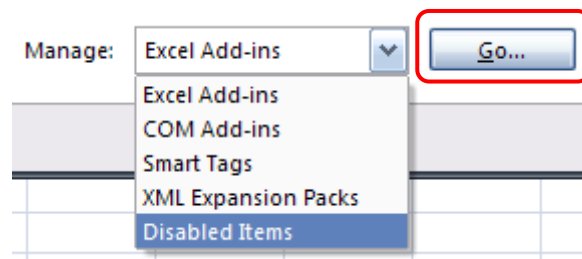 Manage: Excel Add-ins Go...
Excel Add-ins
COM Add-ins
Smart Tags
XML Expansion Packs
Disabled Items